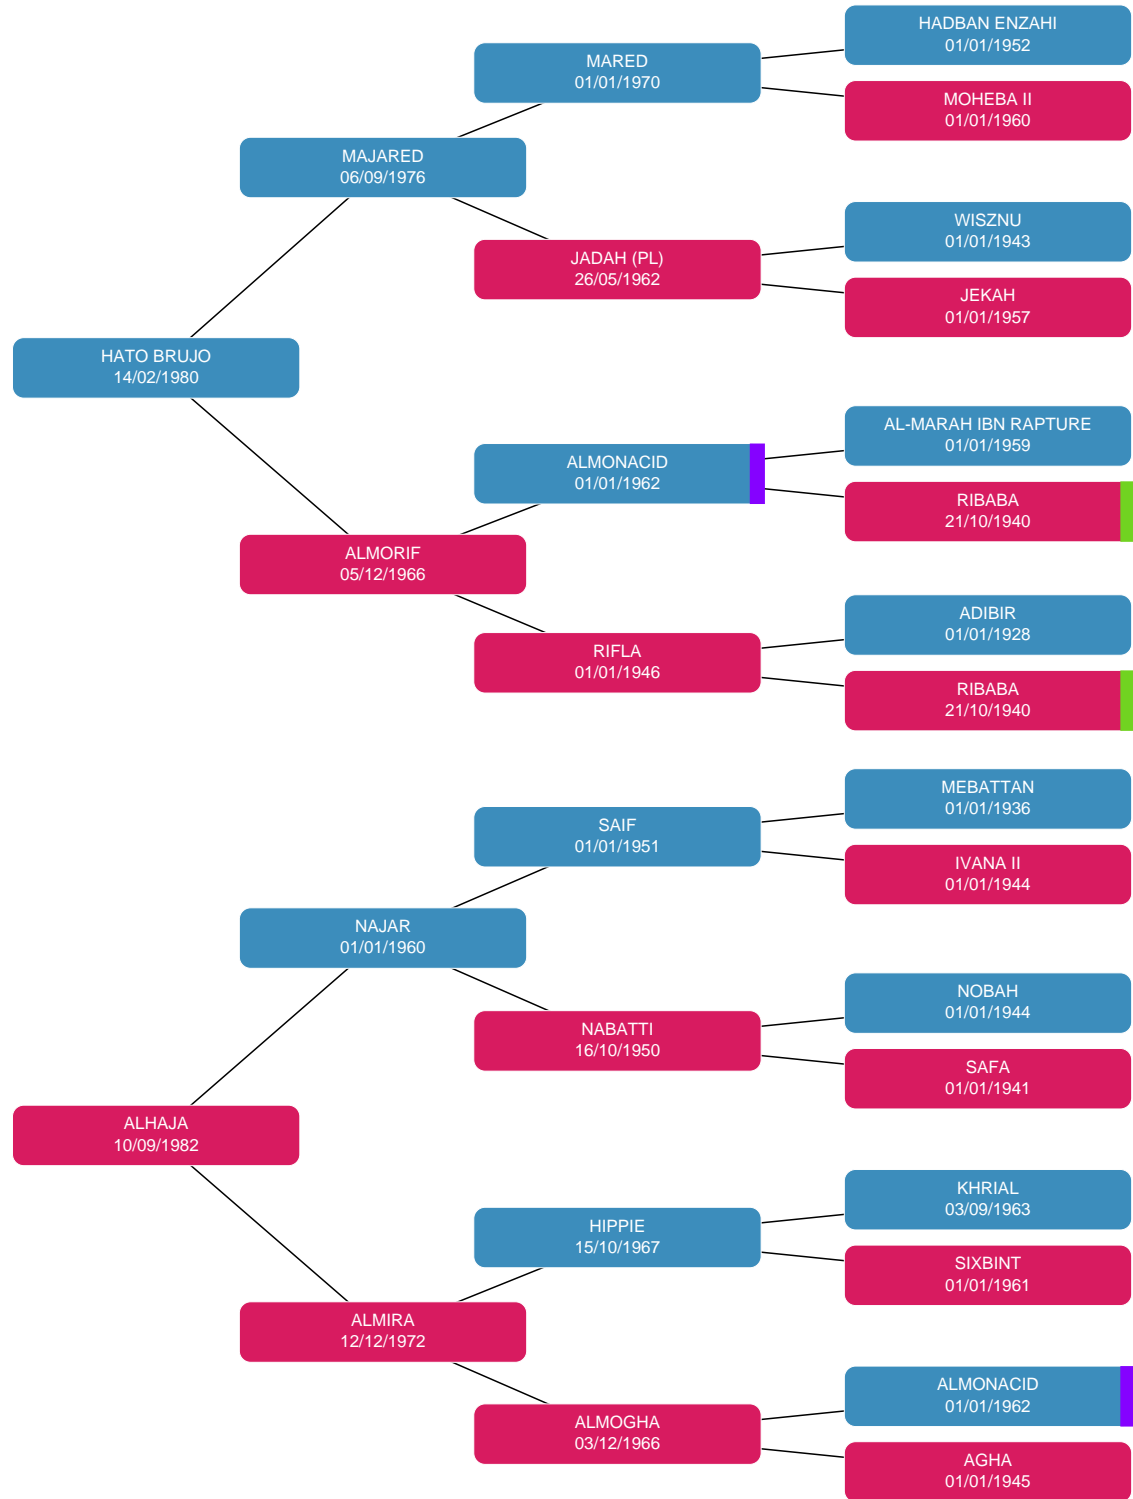 HADBAN ENZAHI
01/01/1952
MARED
01/01/1970
MOHEBA II
01/01/1960
MAJARED
06/09/1976
WISZNU
01/01/1943
JADAH (PL)
26/05/1962
JEKAH
01/01/1957
HATO BRUJO
14/02/1980
AL-MARAH IBN RAPTURE
01/01/1959
ALMONACID
01/01/1962
RIBABA
21/10/1940
ALMORIF
05/12/1966
ADIBIR
01/01/1928
RIFLA
01/01/1946
RIBABA
21/10/1940
MEBATTAN
01/01/1936
SAIF
01/01/1951
IVANA II
01/01/1944
NAJAR
01/01/1960
NOBAH
01/01/1944
NABATTI
16/10/1950
SAFA
01/01/1941
ALHAJA
10/09/1982
KHRIAL
03/09/1963
HIPPIE
15/10/1967
SIXBINT
01/01/1961
ALMIRA
12/12/1972
ALMONACID
01/01/1962
ALMOGHA
03/12/1966
AGHA
01/01/1945